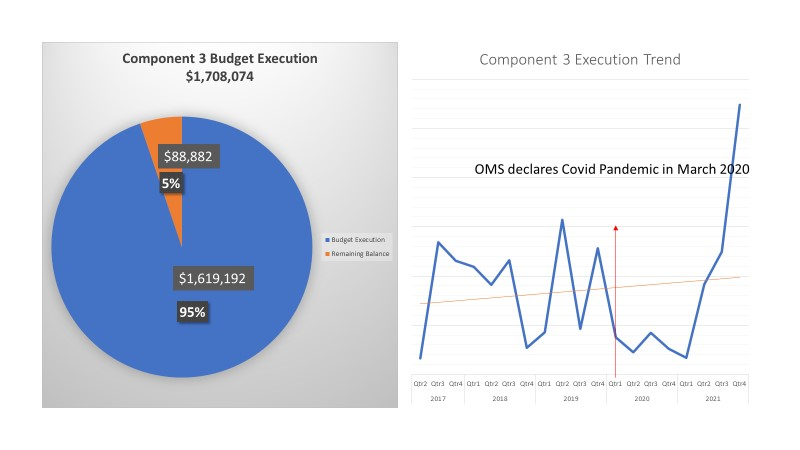 Component 3 Budget Execution
$1,708,074
$88,882
5%
$1,619,192
95%
Budget Execution
Remaining Balance
Component 3 Execution Trend
OMS declares Covid Pandemic in March 2020
Qtr2 Qtr3 Qtr4 Qtr1 Qtr2 Qtr3 Qtr4 Qtr1 Qtr2 Qtr3 Qtr4 Qtr1 Qtr2 Qtr3 Qtr4 Qtr1 Qtr2 Qtr3 Qtr4
2017 2018 2019 2020 2021